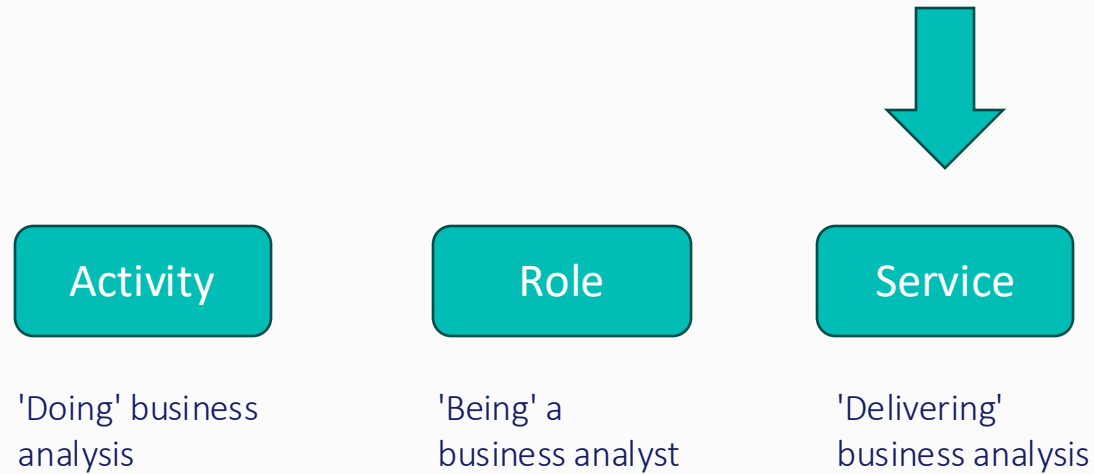 Activity
Role
Service
'Doing' business
analysis
'Being' a
business analyst
'Delivering'
business analysis